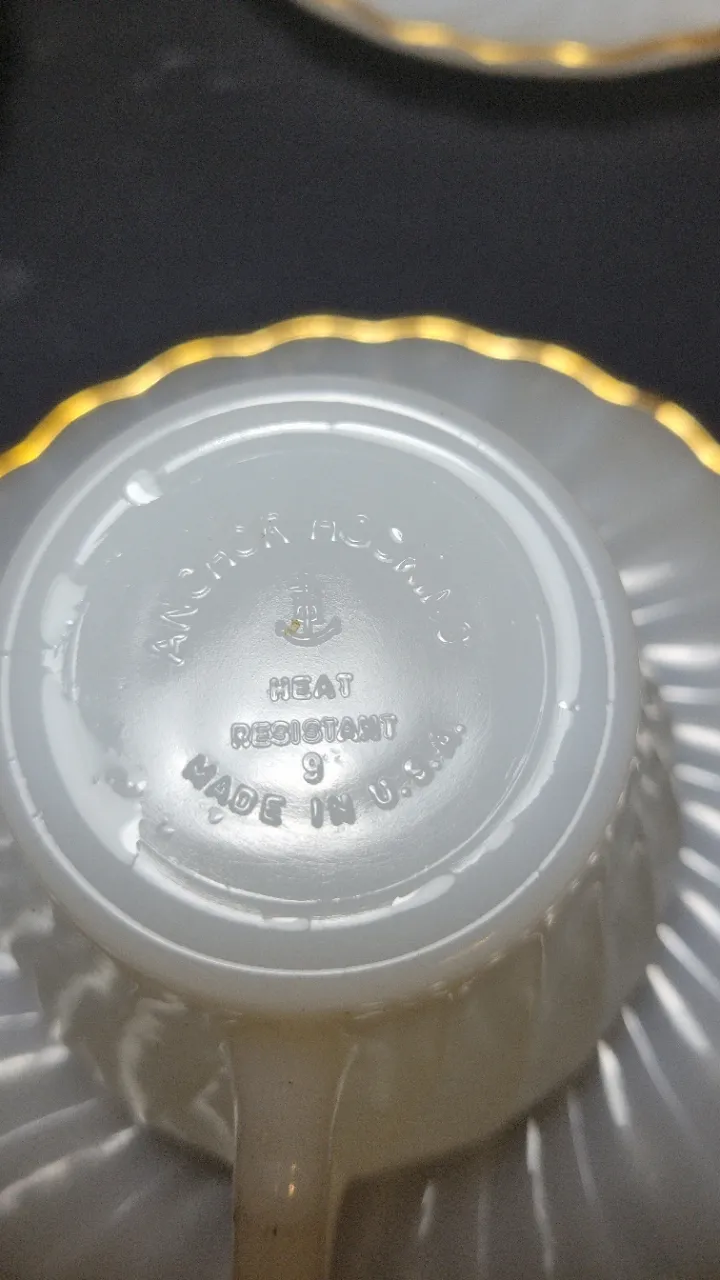 ANCHOR HOCKING
HEAT
RESISTANT
9
MADE IN U.S.A.